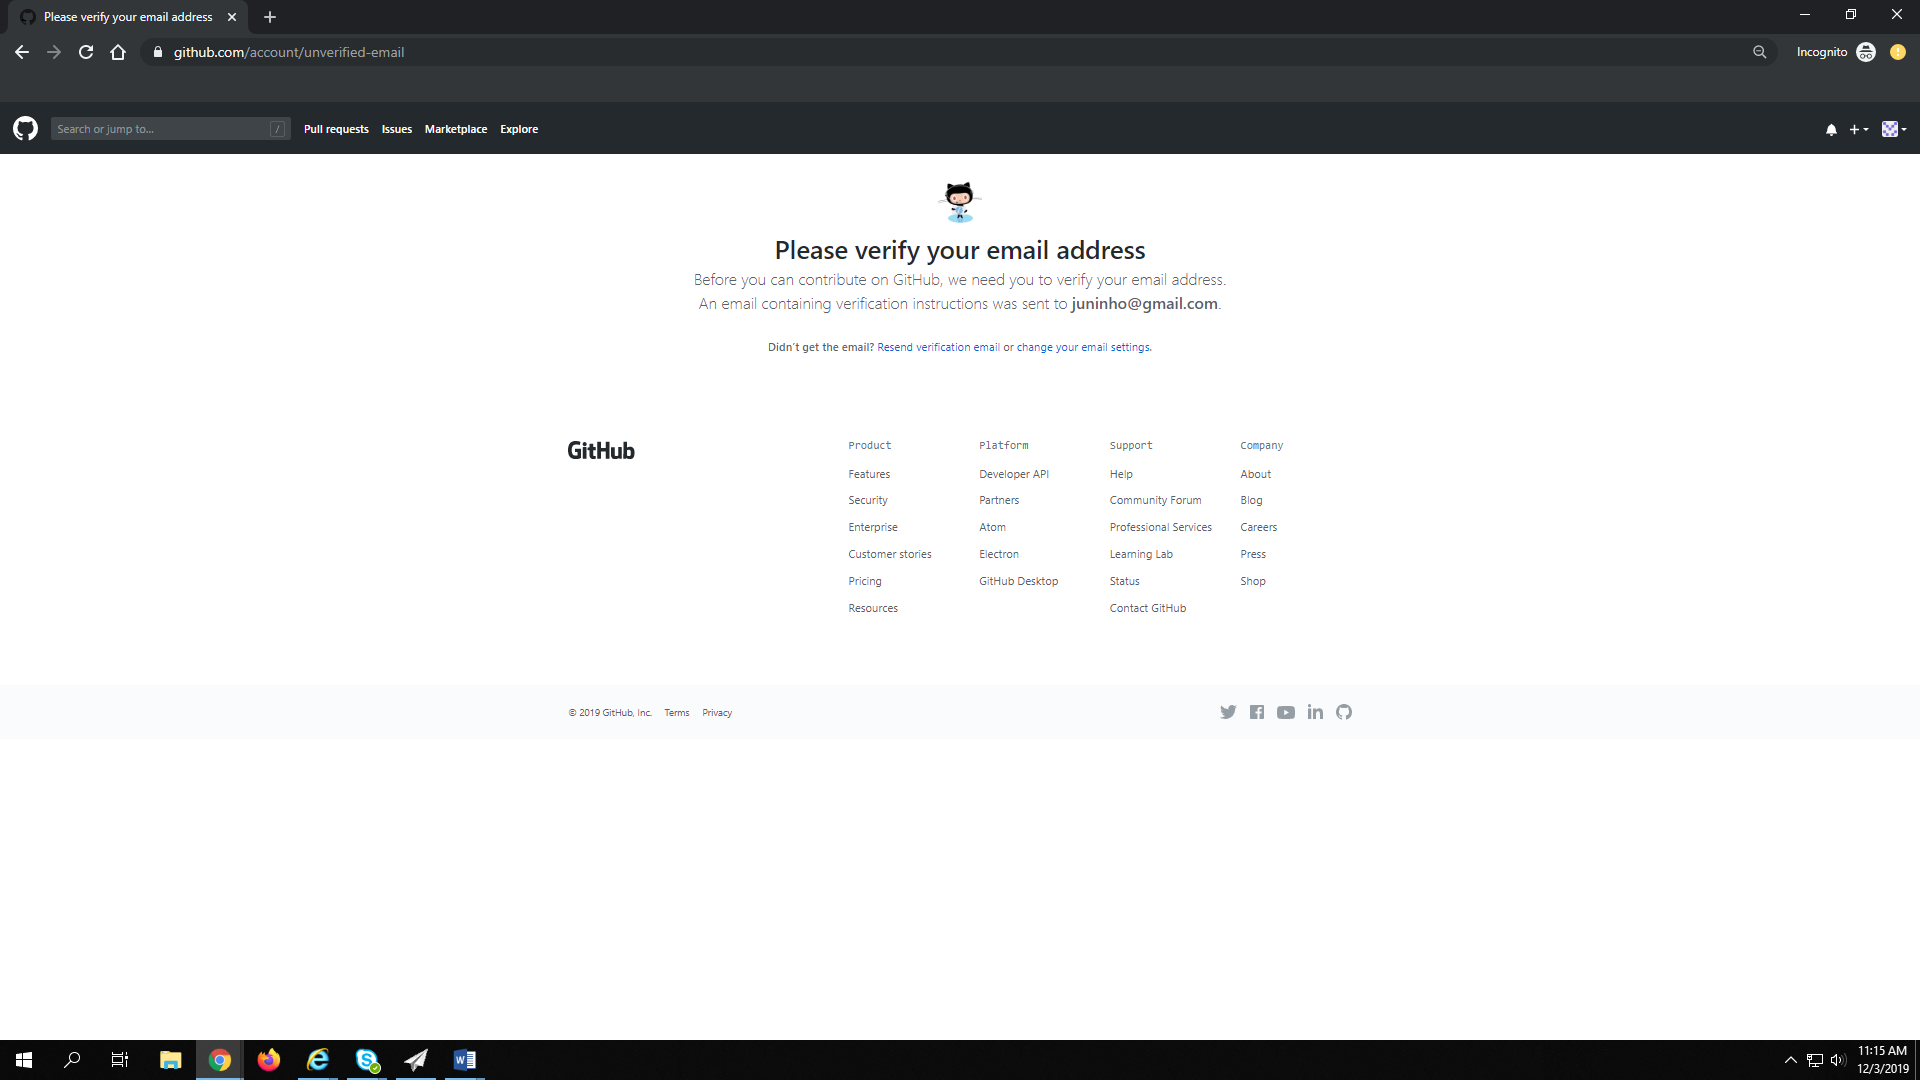 Please verify your email address
github.com/account/unverified-email
Incognito
Search or jump to...
/
Pull requests
Issues
Marketplace
Explore
Please verify your email address
Before you can contribute on GitHub, we need you to verify your email address.
An email containing verification instructions was sent to juninho@gmail.com.
Didn't get the email? Resend verification email or change your email settings.
GitHub
Product
Features
Security
Enterprise
Customer stories
Pricing
Resources
Platform
Developer API
Partners
Atom
Electron
GitHub Desktop
Support
Help
Community Forum
Professional Services
Learning Lab
Status
Contact GitHub
Company
About
Blog
Careers
Press
Shop
© 2019 GitHub, Inc.
Terms
Privacy
11:15 AM
12/3/2019